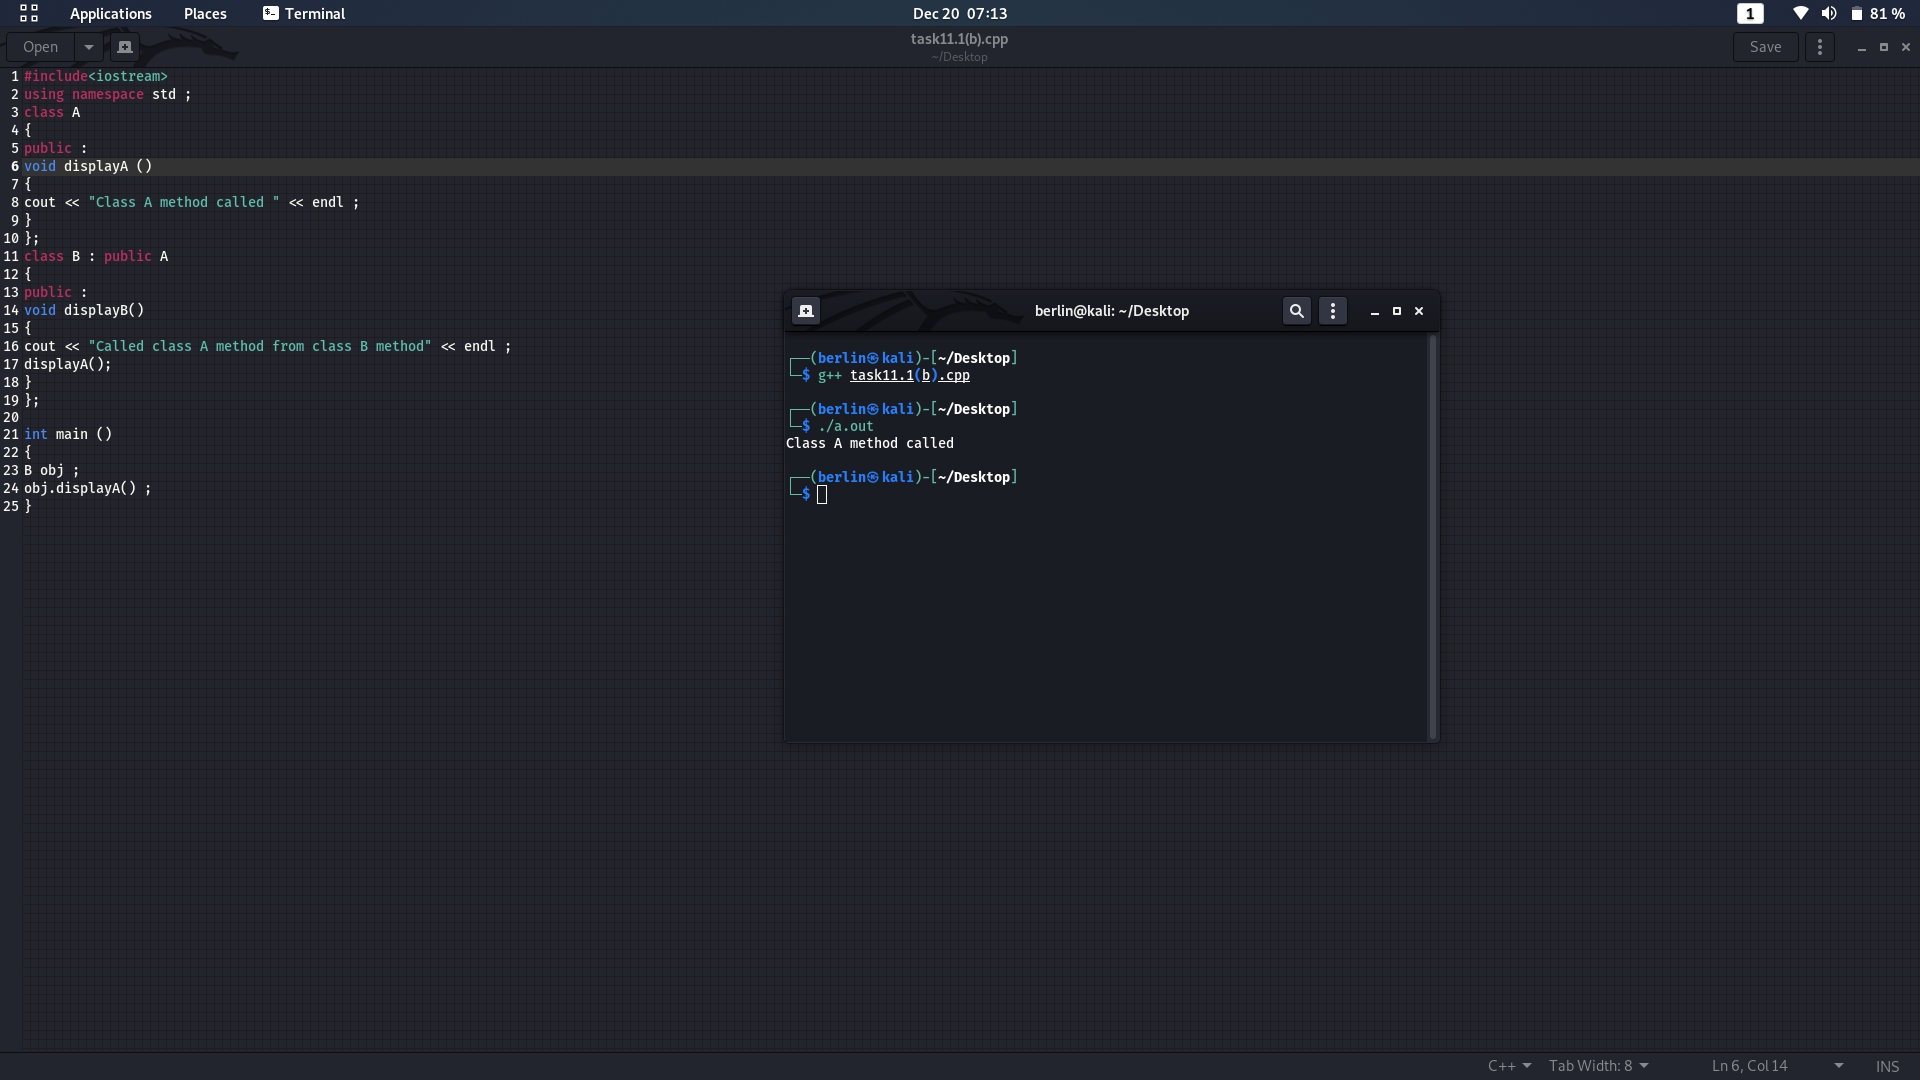 Applications Places Terminal Dec 20 07:13 1 81 %
Open task11.1(b).cpp Save
~/Desktop
1 #include<iostream>
2 using namespace std ;
3 class A
4 {
5 public :
6 void displayA ()
7 {
8 cout << "Class A method called " << endl ;
9 }
10 };
11 class B : public A
12 {
13 public :
14 void displayB()
15 {
16 cout << "Called class A method from class B method" << endl ;
17 displayA();
18 }
19 };
20
21 int main ()
22 {
23 B obj ;
24 obj.displayA() ;
25 }
berlin@kali: ~/Desktop
┌──(berlin㉿kali)-[~/Desktop]
└─$ g++ task11.1(b).cpp
┌──(berlin㉿kali)-[~/Desktop]
└─$ ./a.out
Class A method called
┌──(berlin㉿kali)-[~/Desktop]
└─$
C++ Tab Width: 8 Ln 6, Col 14 INS